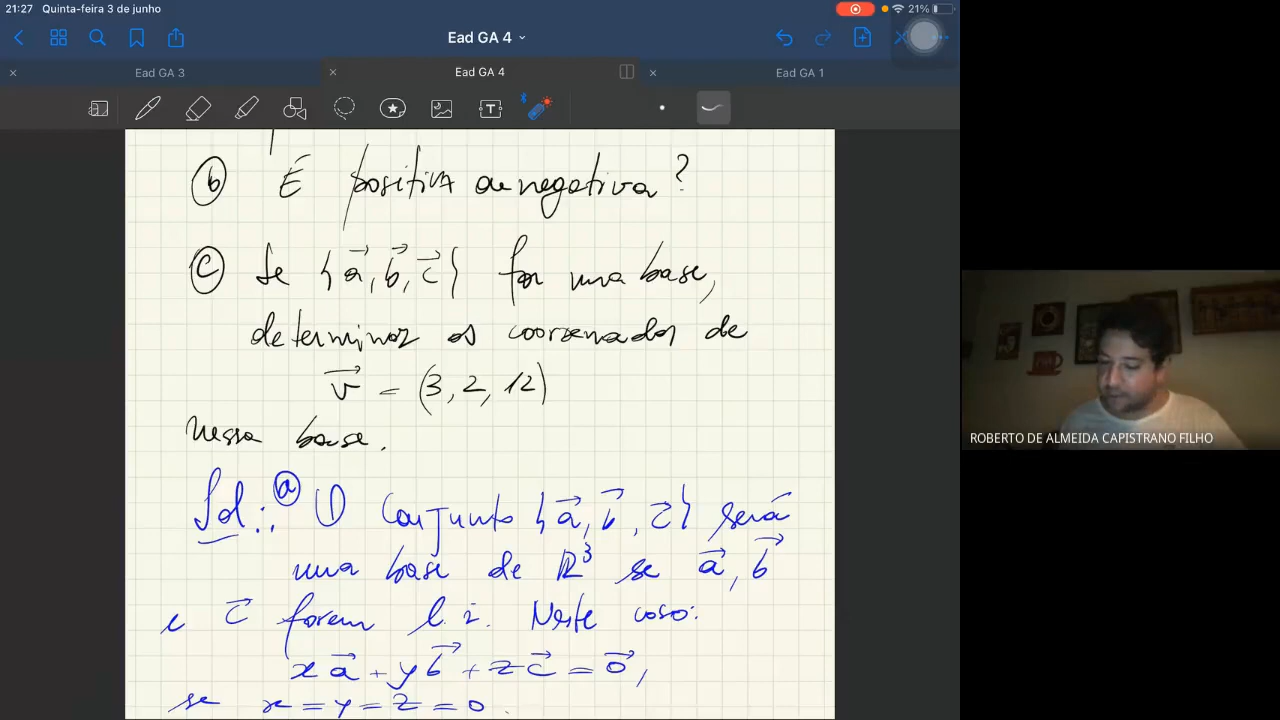 21:27 Quinta-feira 3 de junho
21%
Ead GA 4
Ead GA 3
Ead GA 4
Ead GA 1
T
(b) É positiva ou negativa?
(c) Se {a⃗, b⃗, c⃗} for uma base,
determinar as coordenadas de
v⃗ = (3, 2, 12)
nessa base.
Sol.: (a) O conjunto {a⃗, b⃗, c⃗} será
uma base de ℝ³ se a⃗, b⃗
e c⃗ forem l.i. Neste caso:
xa⃗ + yb⃗ + zc⃗ = 0⃗,
se x = y = z = 0.
ROBERTO DE ALMEIDA CAPISTRANO FILHO